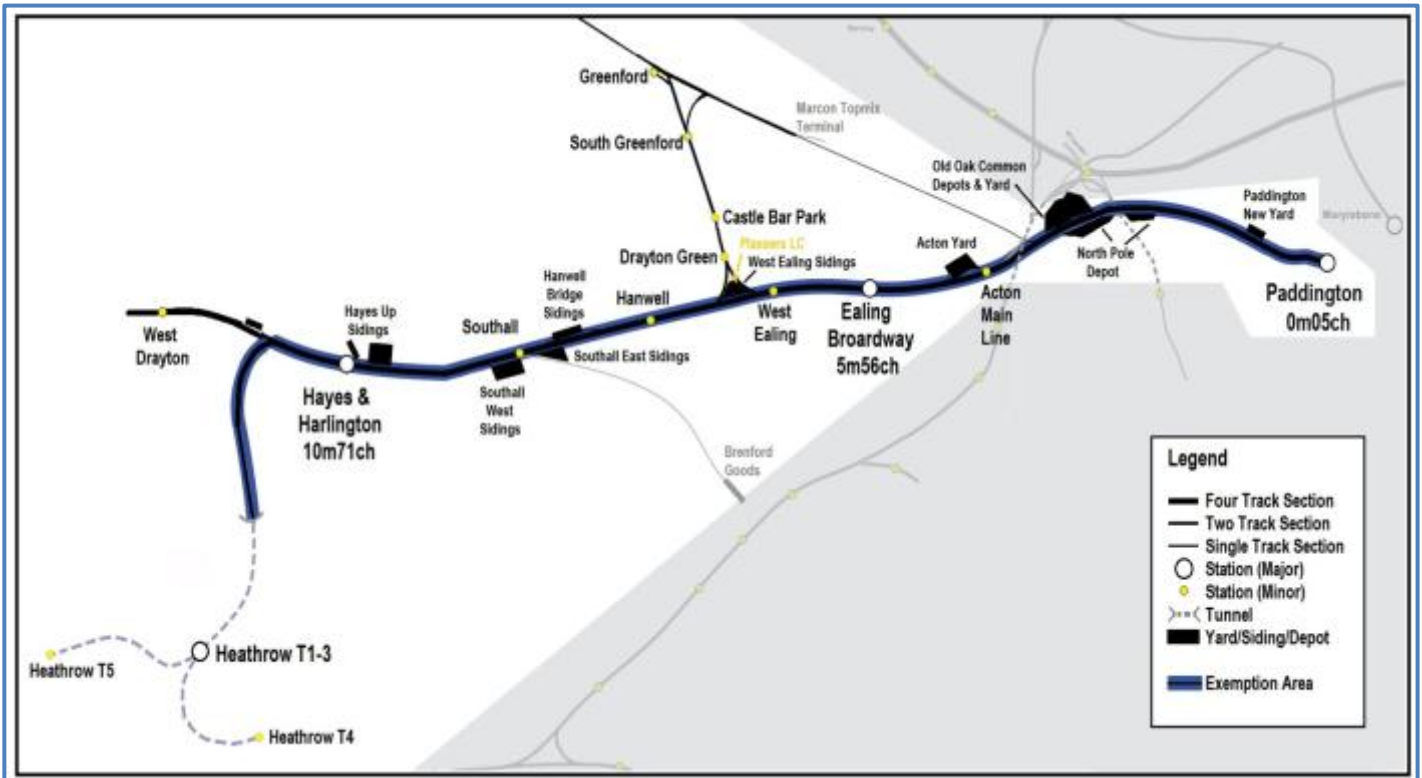 Greenford
South Greenford
Marcon Topmix
Terminal
Castle Bar Park
Plassers LC
Drayton Green
West Ealing Sidings
Old Oak Common
Depots & Yard
Acton Yard
North Pole
Depot
Paddington
New Yard
Marylebone
Paddington
0m05ch
West
Drayton
Hayes Up
Sidings
Hayes &
Harlington
10m71ch
Southall
Hanwell
Bridge
Sidings
Hanwell
Southall East Sidings
Southall
West
Sidings
West
Ealing
Ealing
Broardway
5m56ch
Acton
Main
Line
Brenford
Goods
Heathrow T5
Heathrow T1-3
Heathrow T4
Legend
Four Track Section
Two Track Section
Single Track Section
Station (Major)
Station (Minor)
Tunnel
Yard/Siding/Depot
Exemption Area